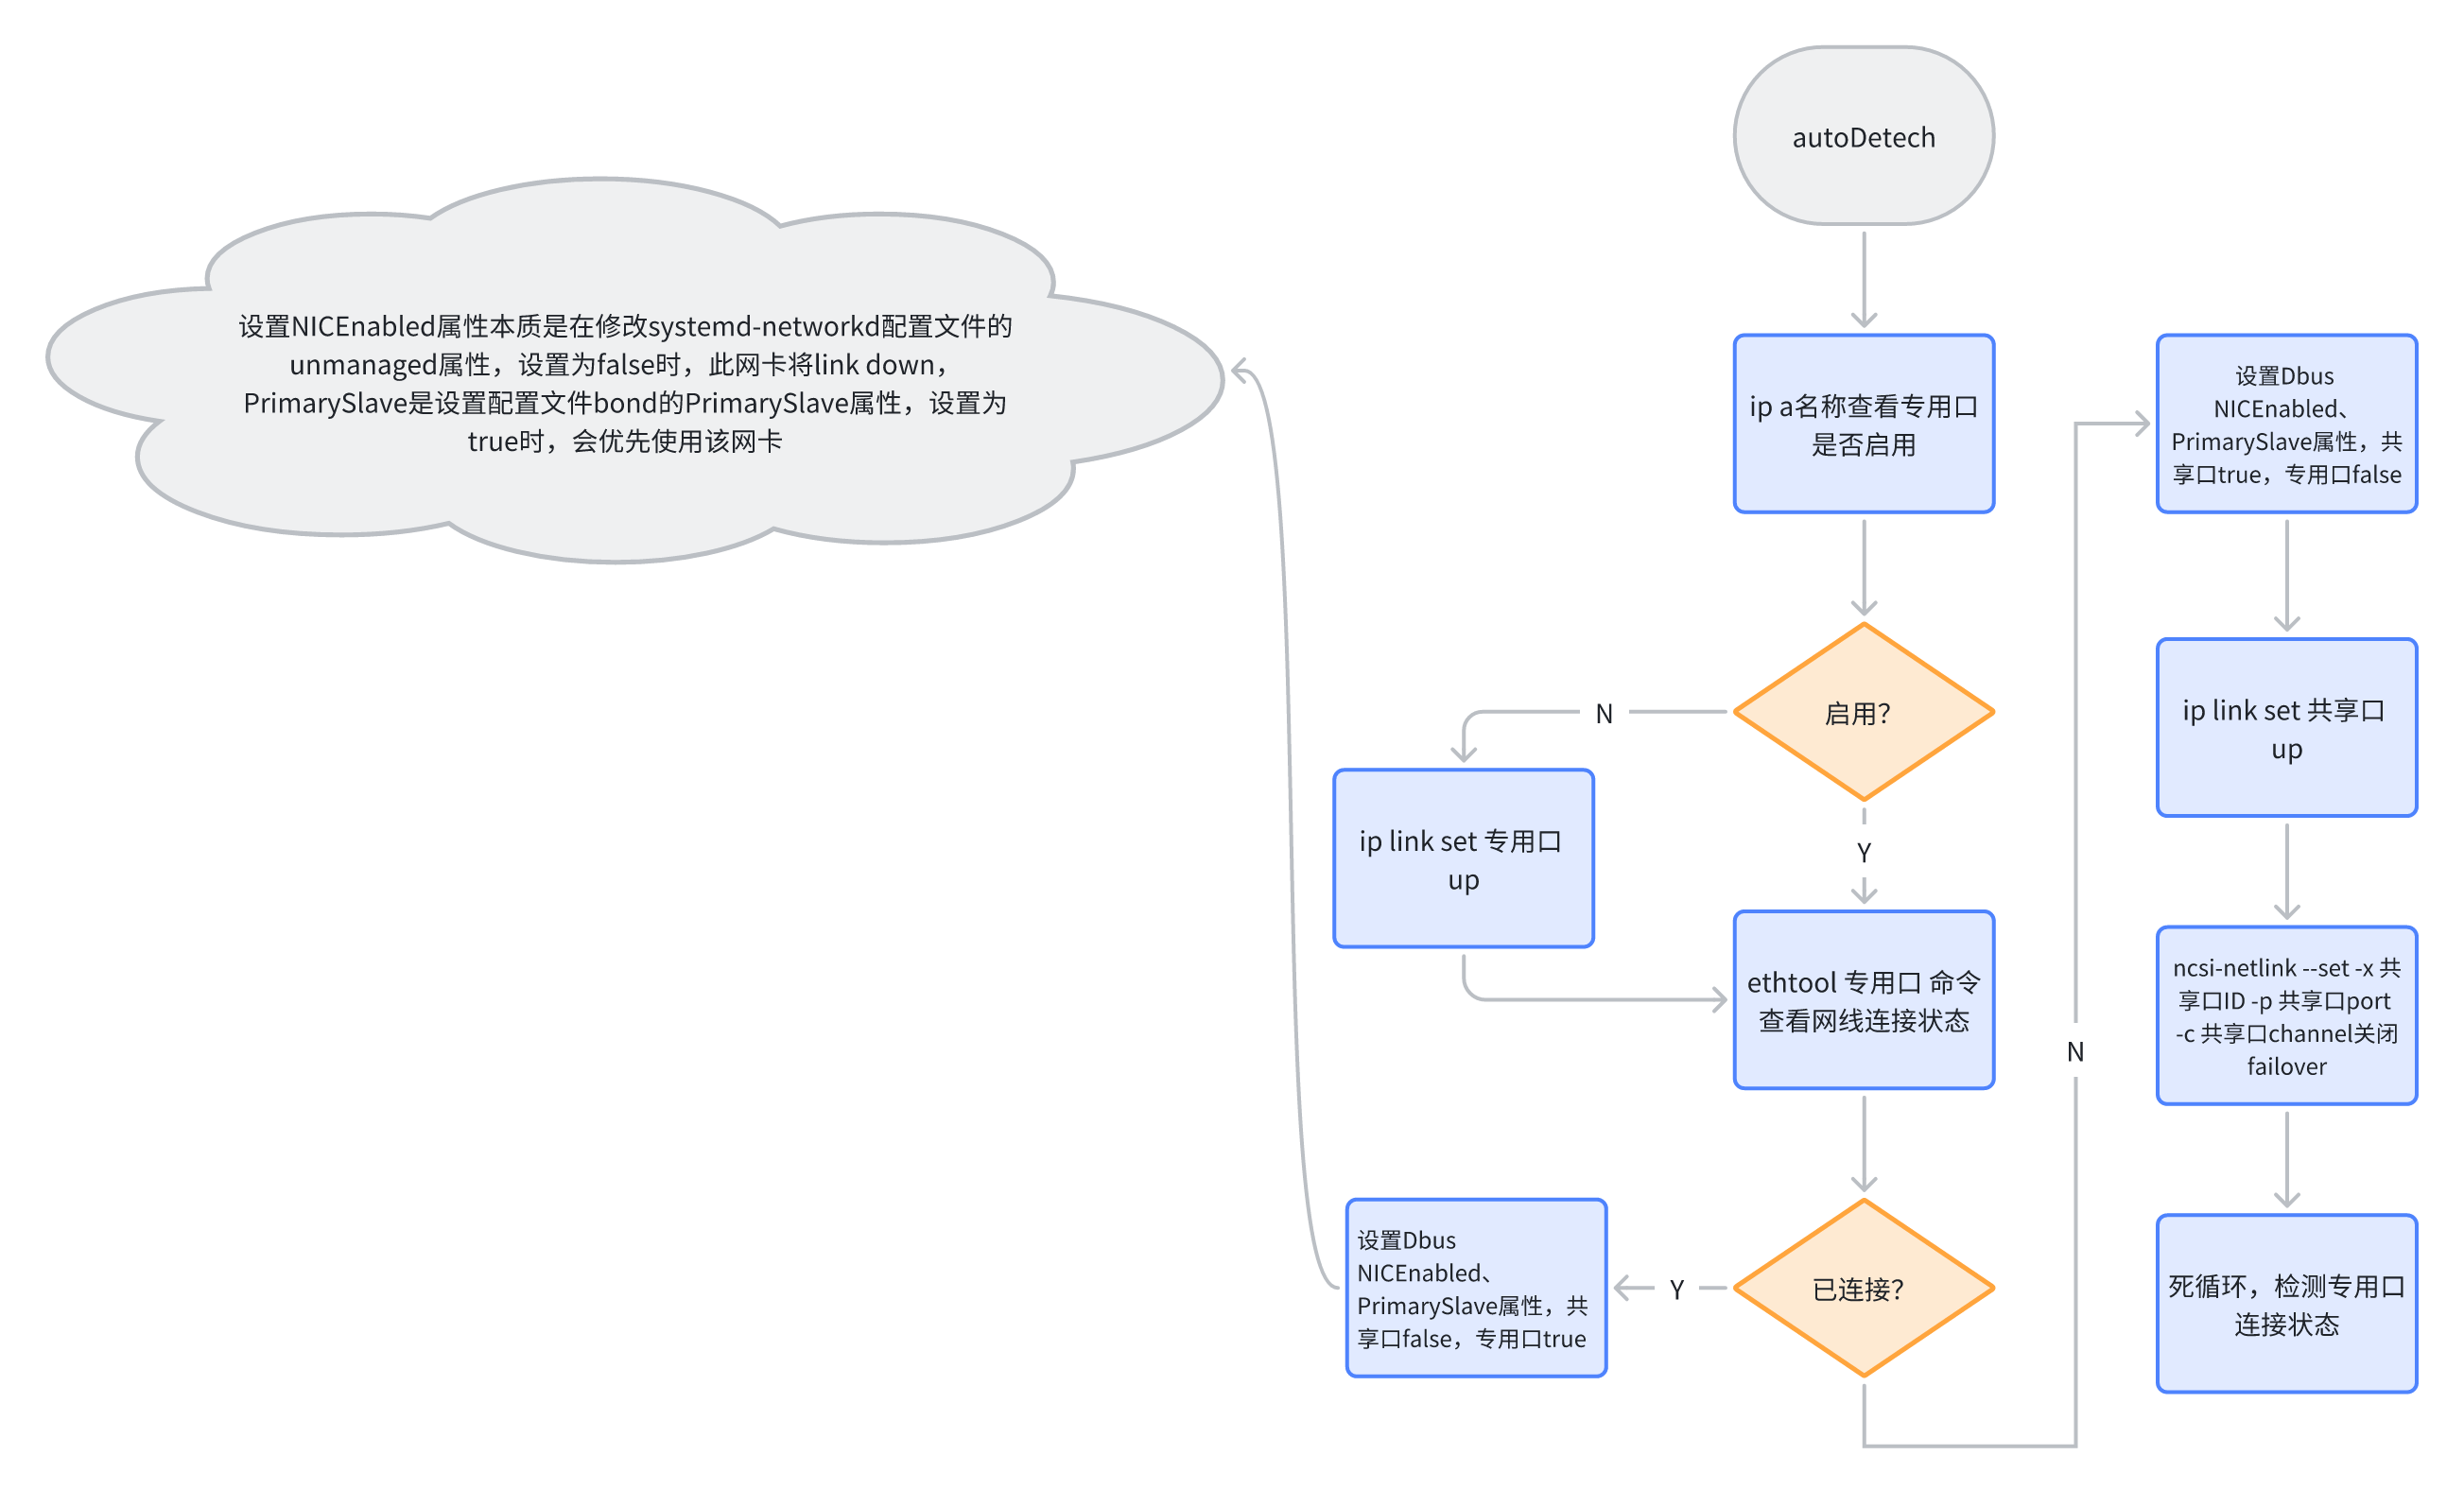 autoDetech
设置NICEnabled属性本质是在修改systemd-networkd配置文件的
unmanaged属性，设置为false时，此网卡将link down，
PrimarySlave是设置配置文件bond的PrimarySlave属性，设置为
true时，会优先使用该网卡
ip a名称查看专用口
是否启用
设置Dbus
NICEnabled、
PrimarySlave属性，共
享口true，专用口false
启用？
N
Y
ip link set 专用口
up
ip link set 共享口
up
ethtool 专用口 命令
查看网线连接状态
N
ncsi-netlink --set -x 共
享口ID -p 共享口port
-c 共享口channel关闭
failover
设置Dbus
NICEnabled、
PrimarySlave属性，共
享口false，专用口true
Y
已连接？
死循环，检测专用口
连接状态